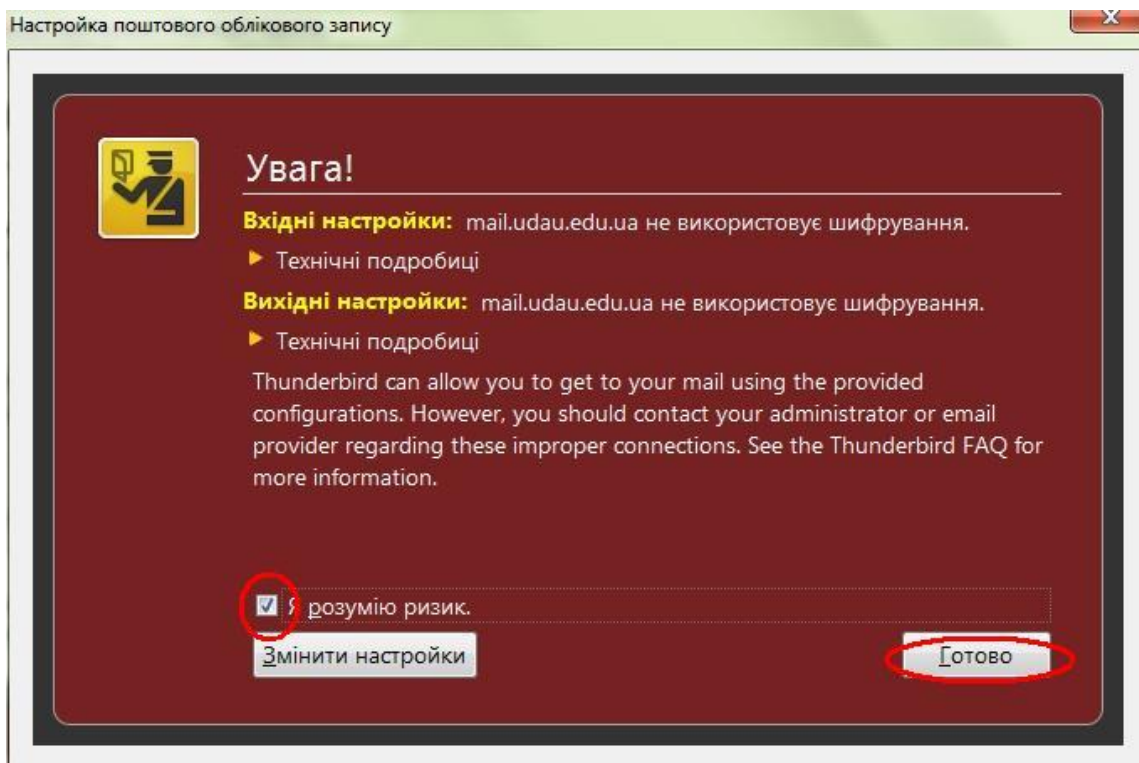 Настройка поштового облікового запису
Увага!
Вхідні настройки: mail.udau.edu.ua не використовує шифрування.
Технічні подробиці
Вихідні настройки: mail.udau.edu.ua не використовує шифрування.
Технічні подробиці
Thunderbird can allow you to get to your mail using the provided
configurations. However, you should contact your administrator or email
provider regarding these improper connections. See the Thunderbird FAQ for
more information.
Я розумію ризик.
Змінити настройки
Готово